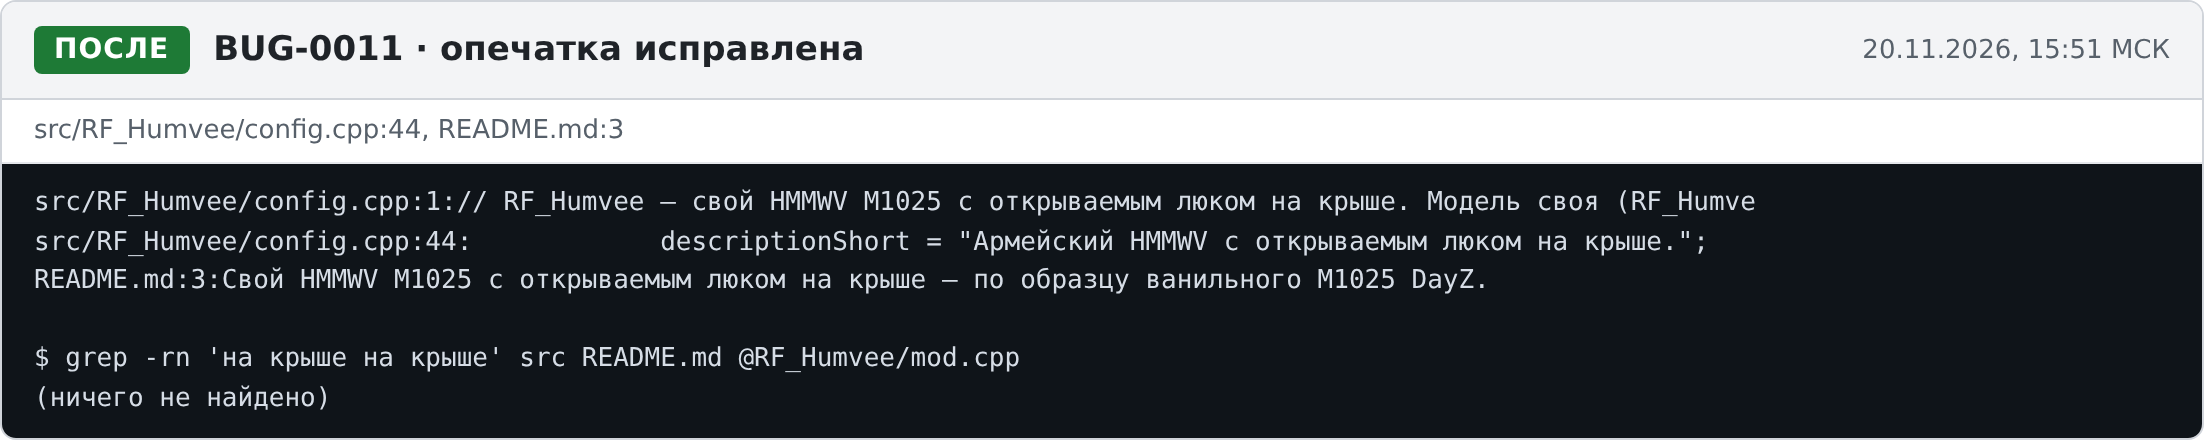 ПОСЛЕ BUG-0011 · опечатка исправлена 20.11.2026, 15:51 МСК
src/RF_Humvee/config.cpp:44, README.md:3
src/RF_Humvee/config.cpp:1:// RF_Humvee — свой HMMWV M1025 с открываемым люком на крыше. Модель своя (RF_Humve
src/RF_Humvee/config.cpp:44:            descriptionShort = "Армейский HMMWV с открываемым люком на крыше.";
README.md:3:Свой HMMWV M1025 с открываемым люком на крыше — по образцу ванильного M1025 DayZ.
$ grep -rn 'на крыше на крыше' src README.md @RF_Humvee/mod.cpp
(ничего не найдено)